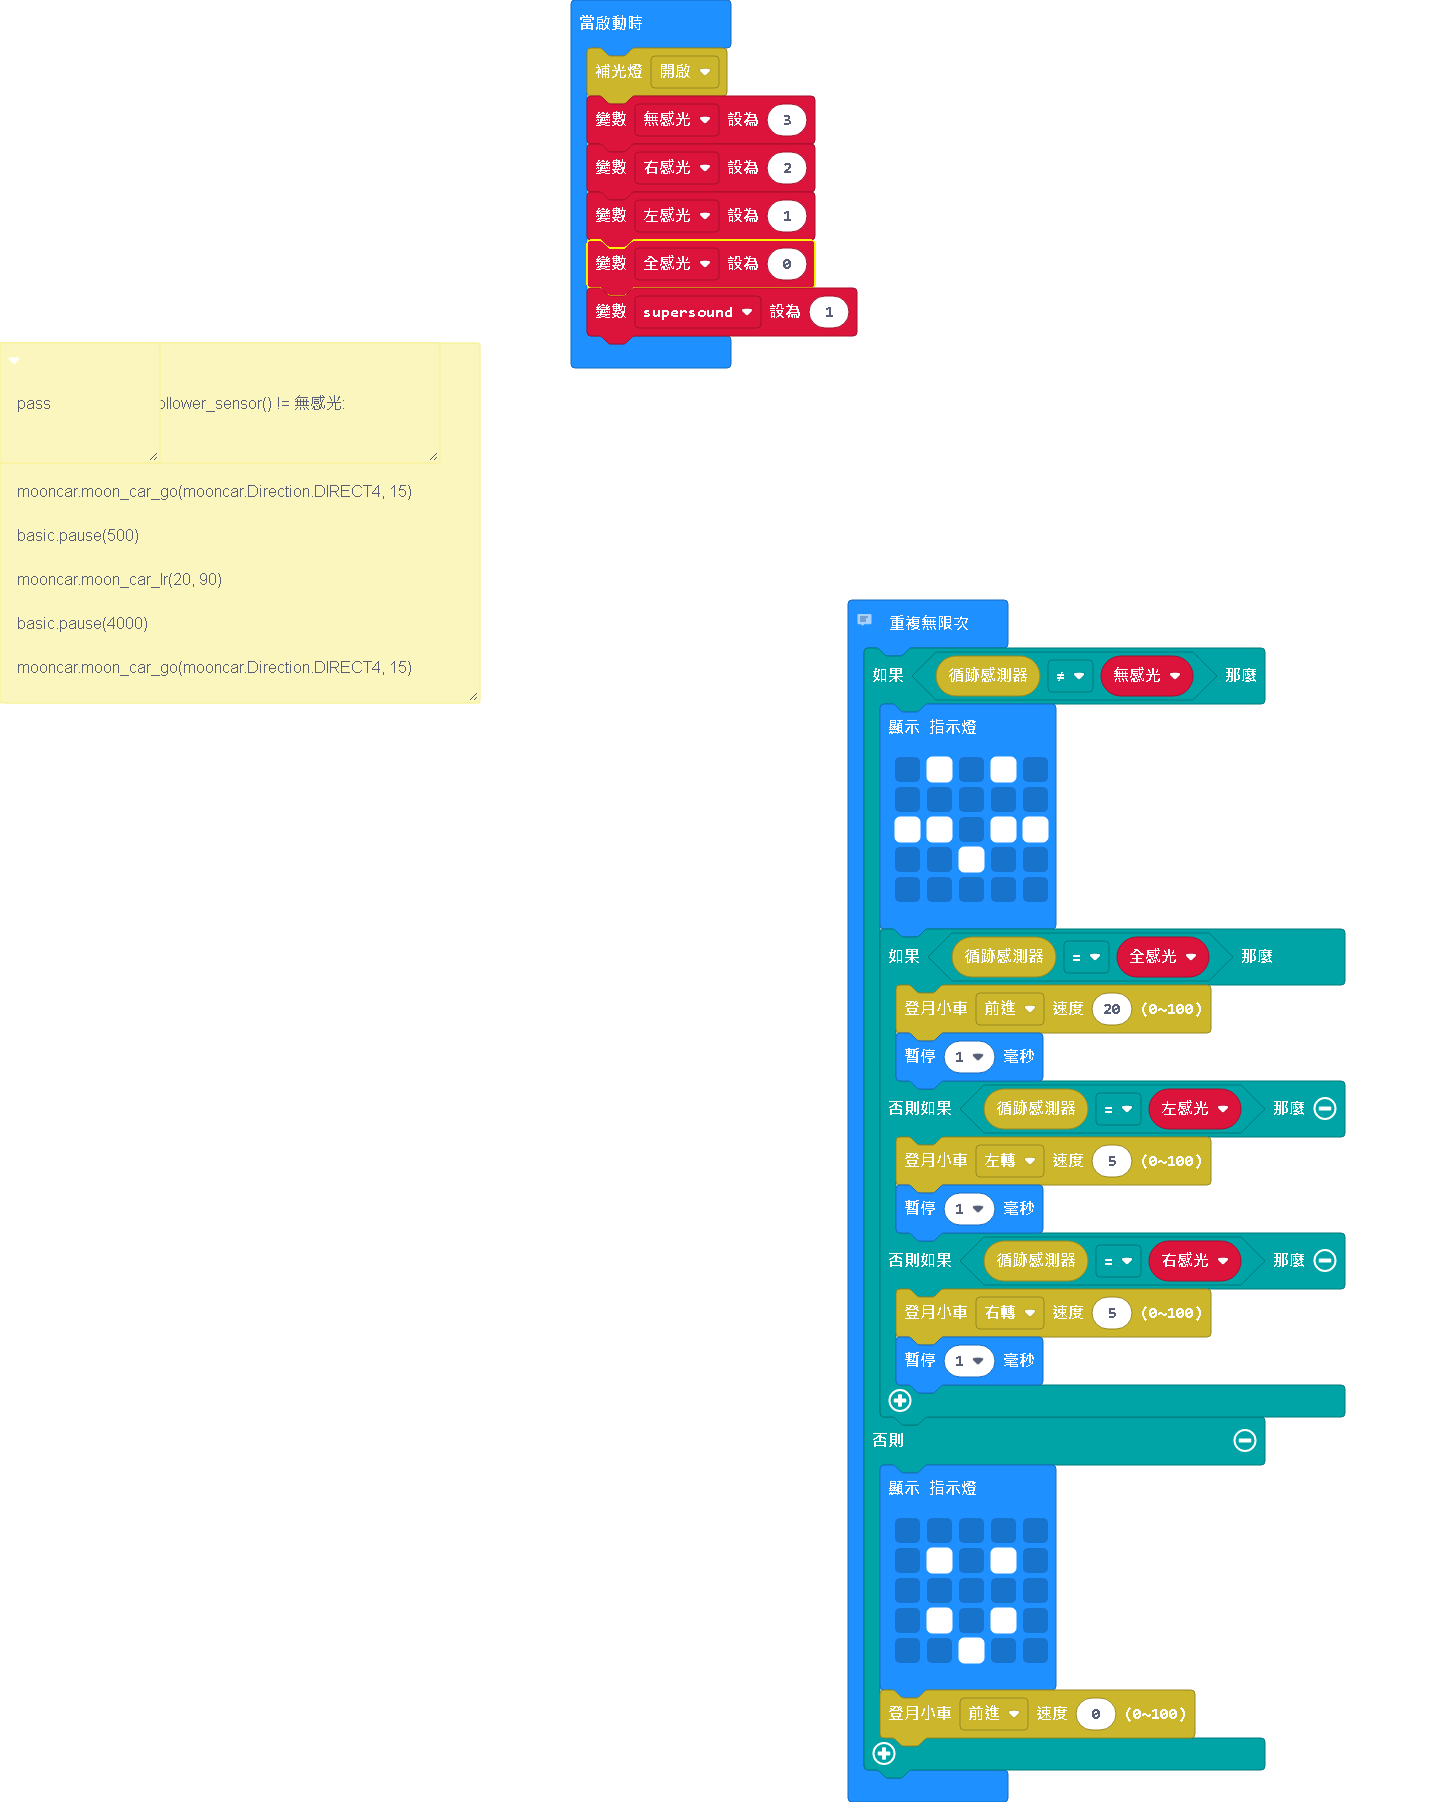 當啟動時
補光燈 開啟
變數 無感光 設為 3
變數 右感光 設為 2
變數 左感光 設為 1
變數 全感光 設為 0
變數 supersound 設為 1
pass
ollower_sensor() != 無感光:
mooncar.moon_car_go(mooncar.Direction.DIRECT4, 15)
basic.pause(500)
mooncar.moon_car_lr(20, 90)
basic.pause(4000)
mooncar.moon_car_go(mooncar.Direction.DIRECT4, 15)
重複無限次
如果 循跡感測器 ≠ 無感光 那麼
顯示 指示燈
如果 循跡感測器 = 全感光 那麼
登月小車 前進 速度 20 (0~100)
暫停 1 毫秒
否則如果 循跡感測器 = 左感光 那麼
登月小車 左轉 速度 5 (0~100)
暫停 1 毫秒
否則如果 循跡感測器 = 右感光 那麼
登月小車 右轉 速度 5 (0~100)
暫停 1 毫秒
否則
顯示 指示燈
登月小車 前進 速度 0 (0~100)